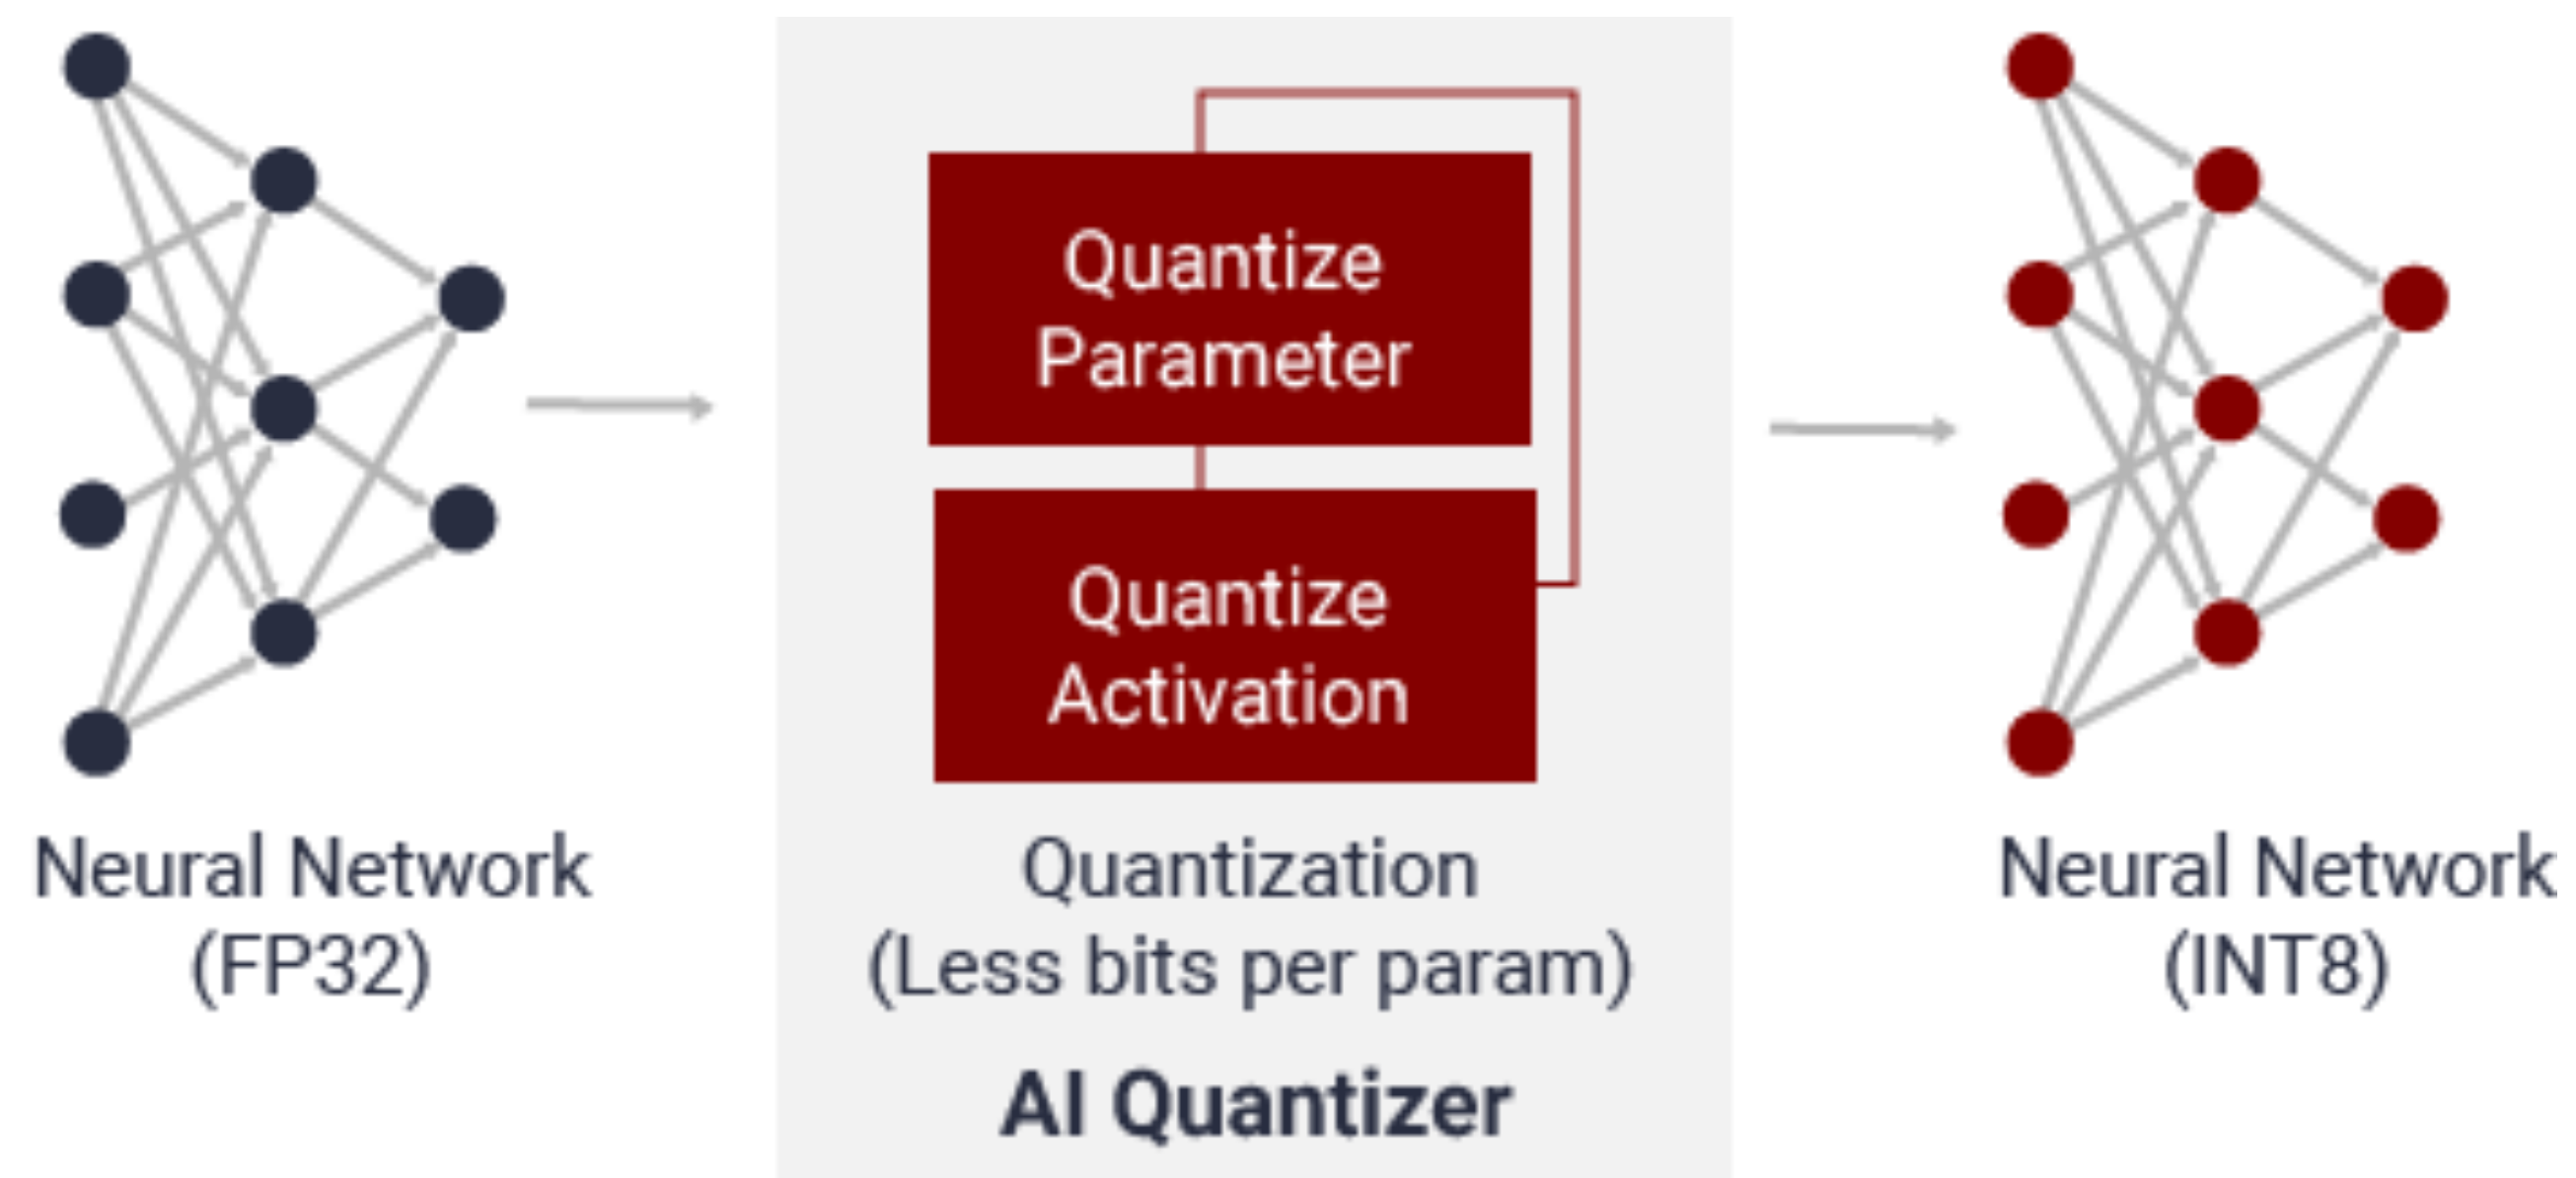 Neural Network
(FP32)
Quantize
Parameter
Quantize
Activation
Quantization
(Less bits per param)
AI Quantizer
Neural Network
(INT8)